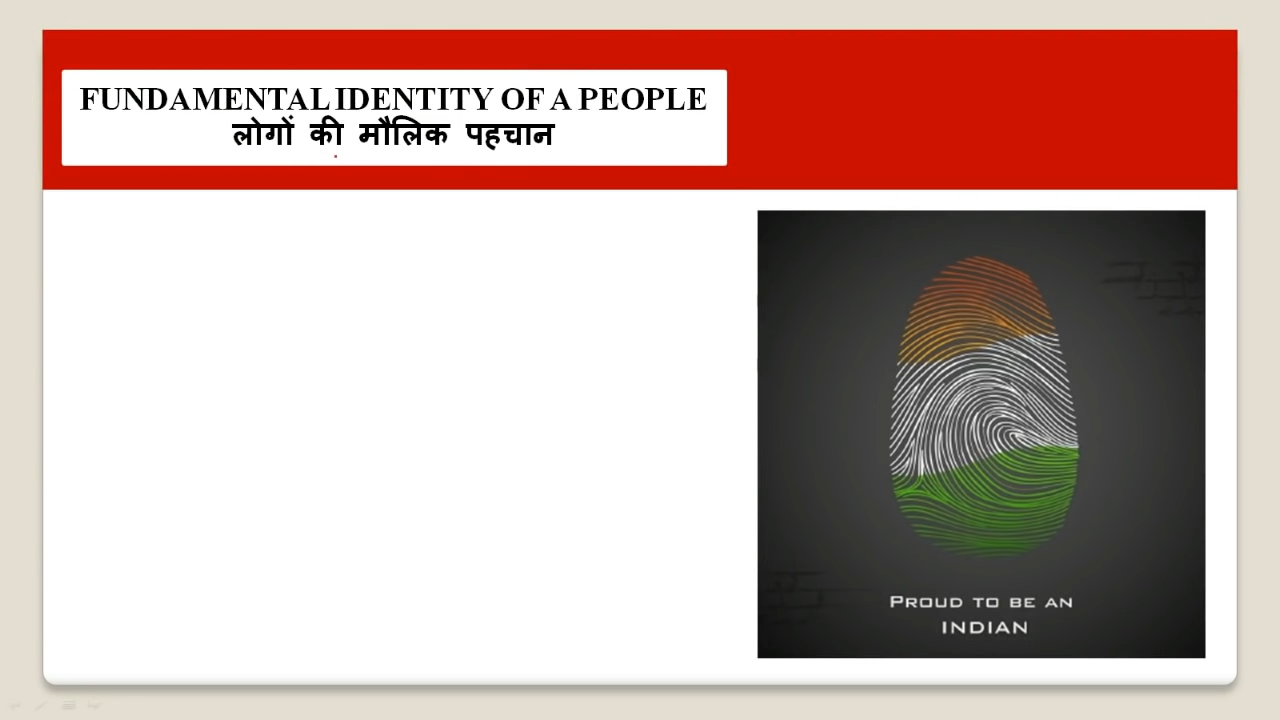 FUNDAMENTAL IDENTITY OF A PEOPLE
लोगों की मौलिक पहचान
PROUD TO BE AN
INDIAN